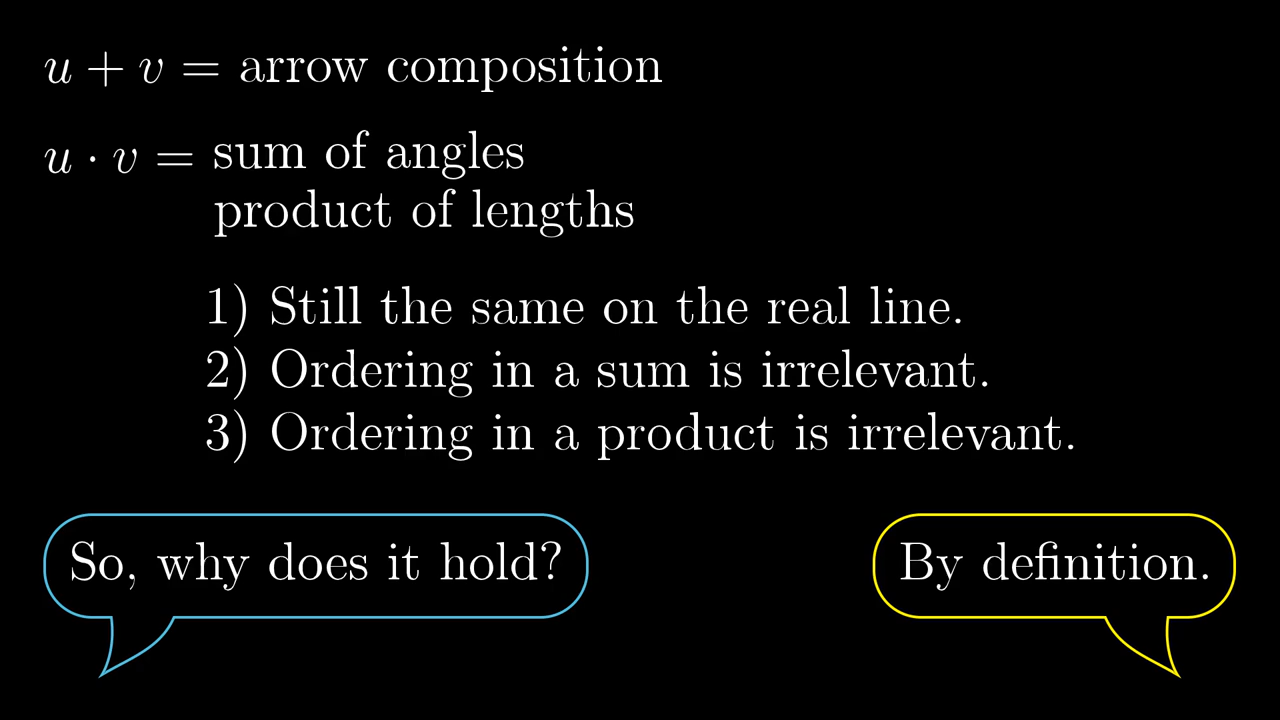 u + v = arrow composition
u · v = sum of angles
product of lengths
1) Still the same on the real line.
2) Ordering in a sum is irrelevant.
3) Ordering in a product is irrelevant.
So, why does it hold?
By definition.